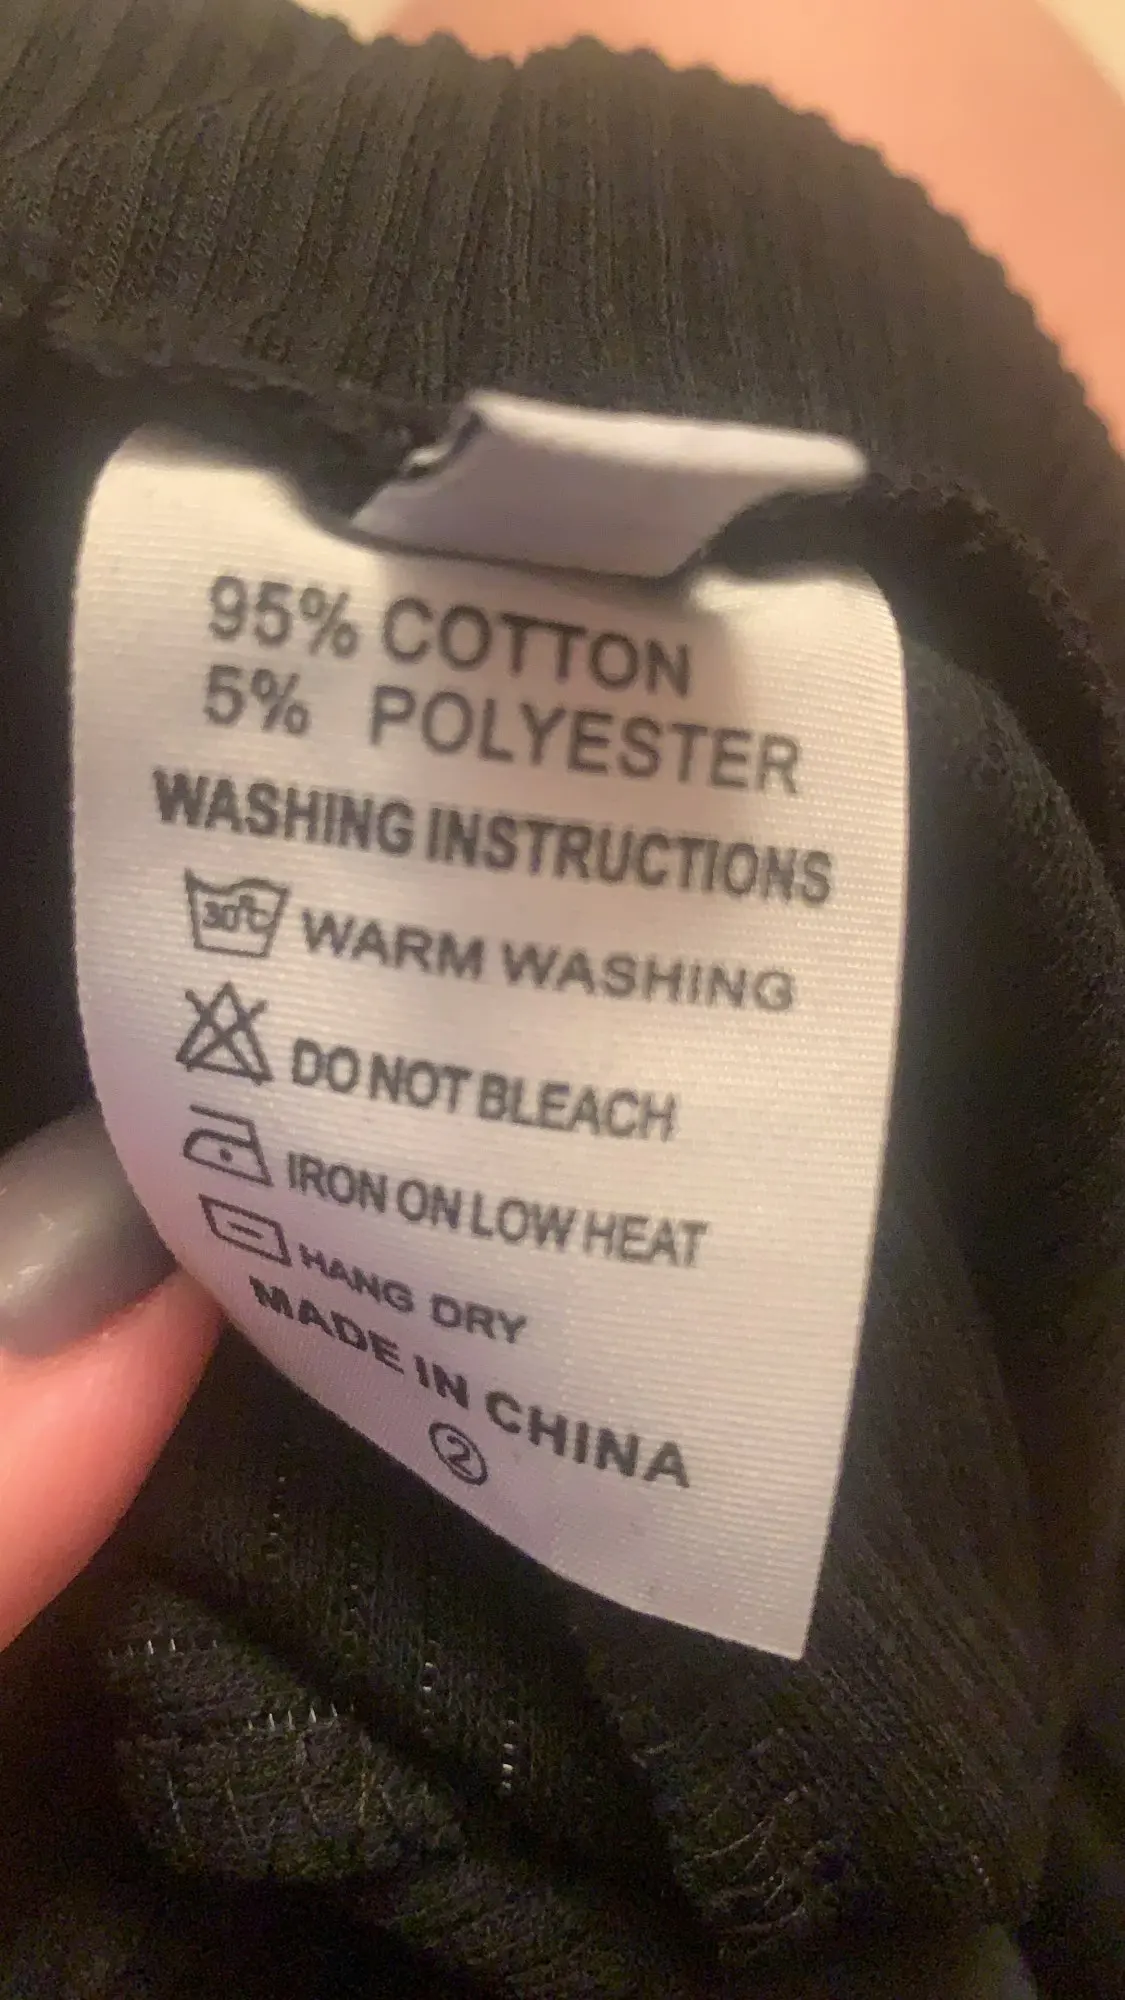 95% COTTON
5% POLYESTER
WASHING INSTRUCTIONS
30°C WARM WASHING
DO NOT BLEACH
IRON ON LOW HEAT
HANG DRY
MADE IN CHINA
②